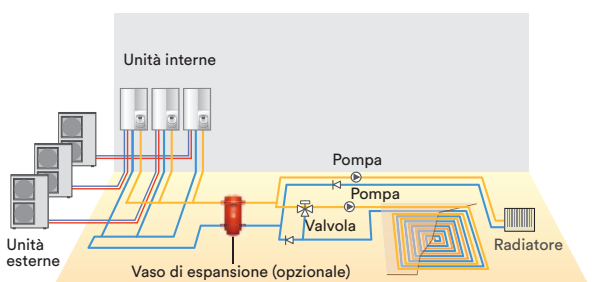 Unità interne
Pompa
Pompa
Valvola
Unità
esterne
Radiatore
Vaso di espansione (opzionale)